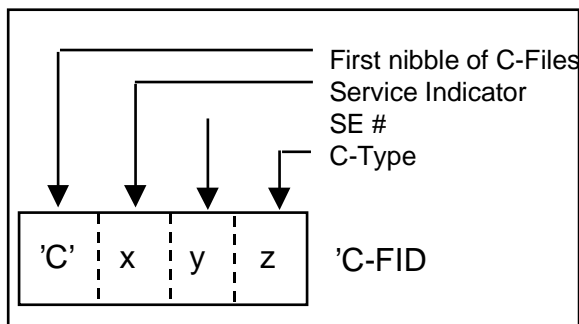 First nibble of C-Files
Service Indicator
SE #
C-Type
’C’ x y z ’C-FID